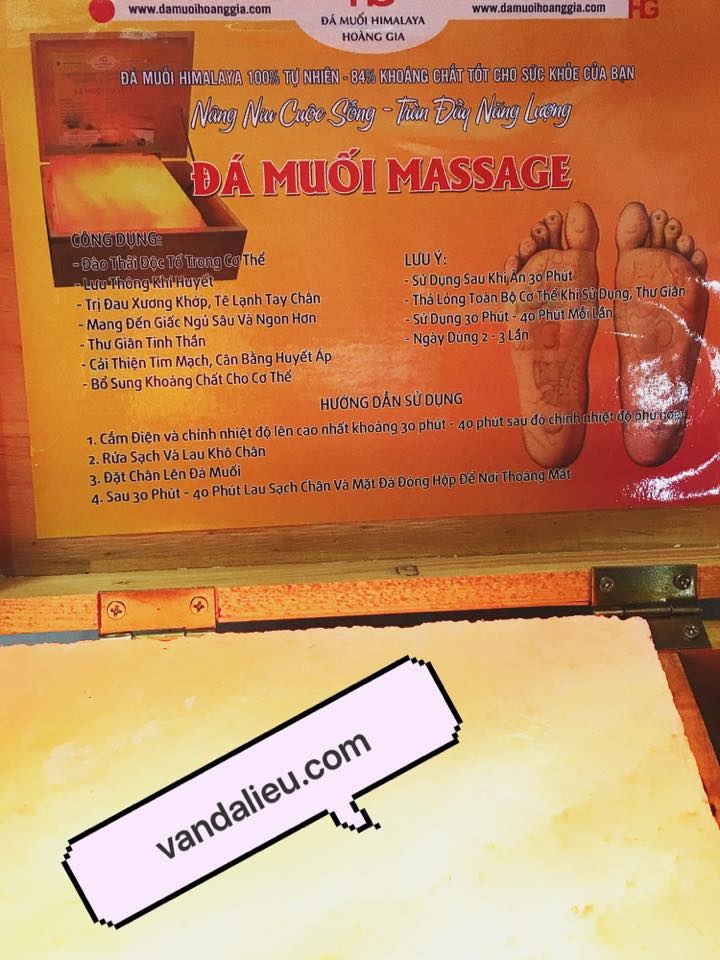 www.damuoihoanggia.com
www.damuoihoanggia.com
HG
HG
ĐÁ MUỐI HIMALAYA
HOÀNG GIA
ĐÁ MUỐI HIMALAYA 100% TỰ NHIÊN - 84% KHOÁNG CHẤT TỐT CHO SỨC KHỎE CỦA BẠN
Nâng Niu Cuộc Sống - Tràn Đầy Năng Lượng
ĐÁ MUỐI MASSAGE
CÔNG DỤNG:
- Đào Thải Độc Tố Trong Cơ Thể
- Lưu Thông Khí Huyết
- Trị Đau Xương Khớp, Tê Lạnh Tay Chân
- Mang Đến Giấc Ngủ Sâu Và Ngon Hơn
- Thư Giãn Tinh Thần
- Cải Thiện Tim Mạch, Cân Bằng Huyết Áp
- Bổ Sung Khoáng Chất Cho Cơ Thể
LƯU Ý:
- Sử Dụng Sau Khi Ăn 30 Phút
- Thả Lỏng Toàn Bộ Cơ Thể Khi Sử Dụng, Thư Giãn
- Sử Dụng 30 Phút - 40 Phút Mỗi Lần
- Ngày Dùng 2 - 3 Lần
HƯỚNG DẪN SỬ DỤNG
1. Cắm Điện và chỉnh nhiệt độ lên cao nhất khoảng 30 phút - 40 phút sau đó chỉnh nhiệt độ phù hợp
2. Rửa Sạch Và Lau Khô Chân
3. Đặt Chân Lên Đá Muối
4. Sau 30 Phút - 40 Phút Lau Sạch Chân Và Mặt Đá Đóng Hộp Để Nơi Thoáng Mát
vandalieu.com